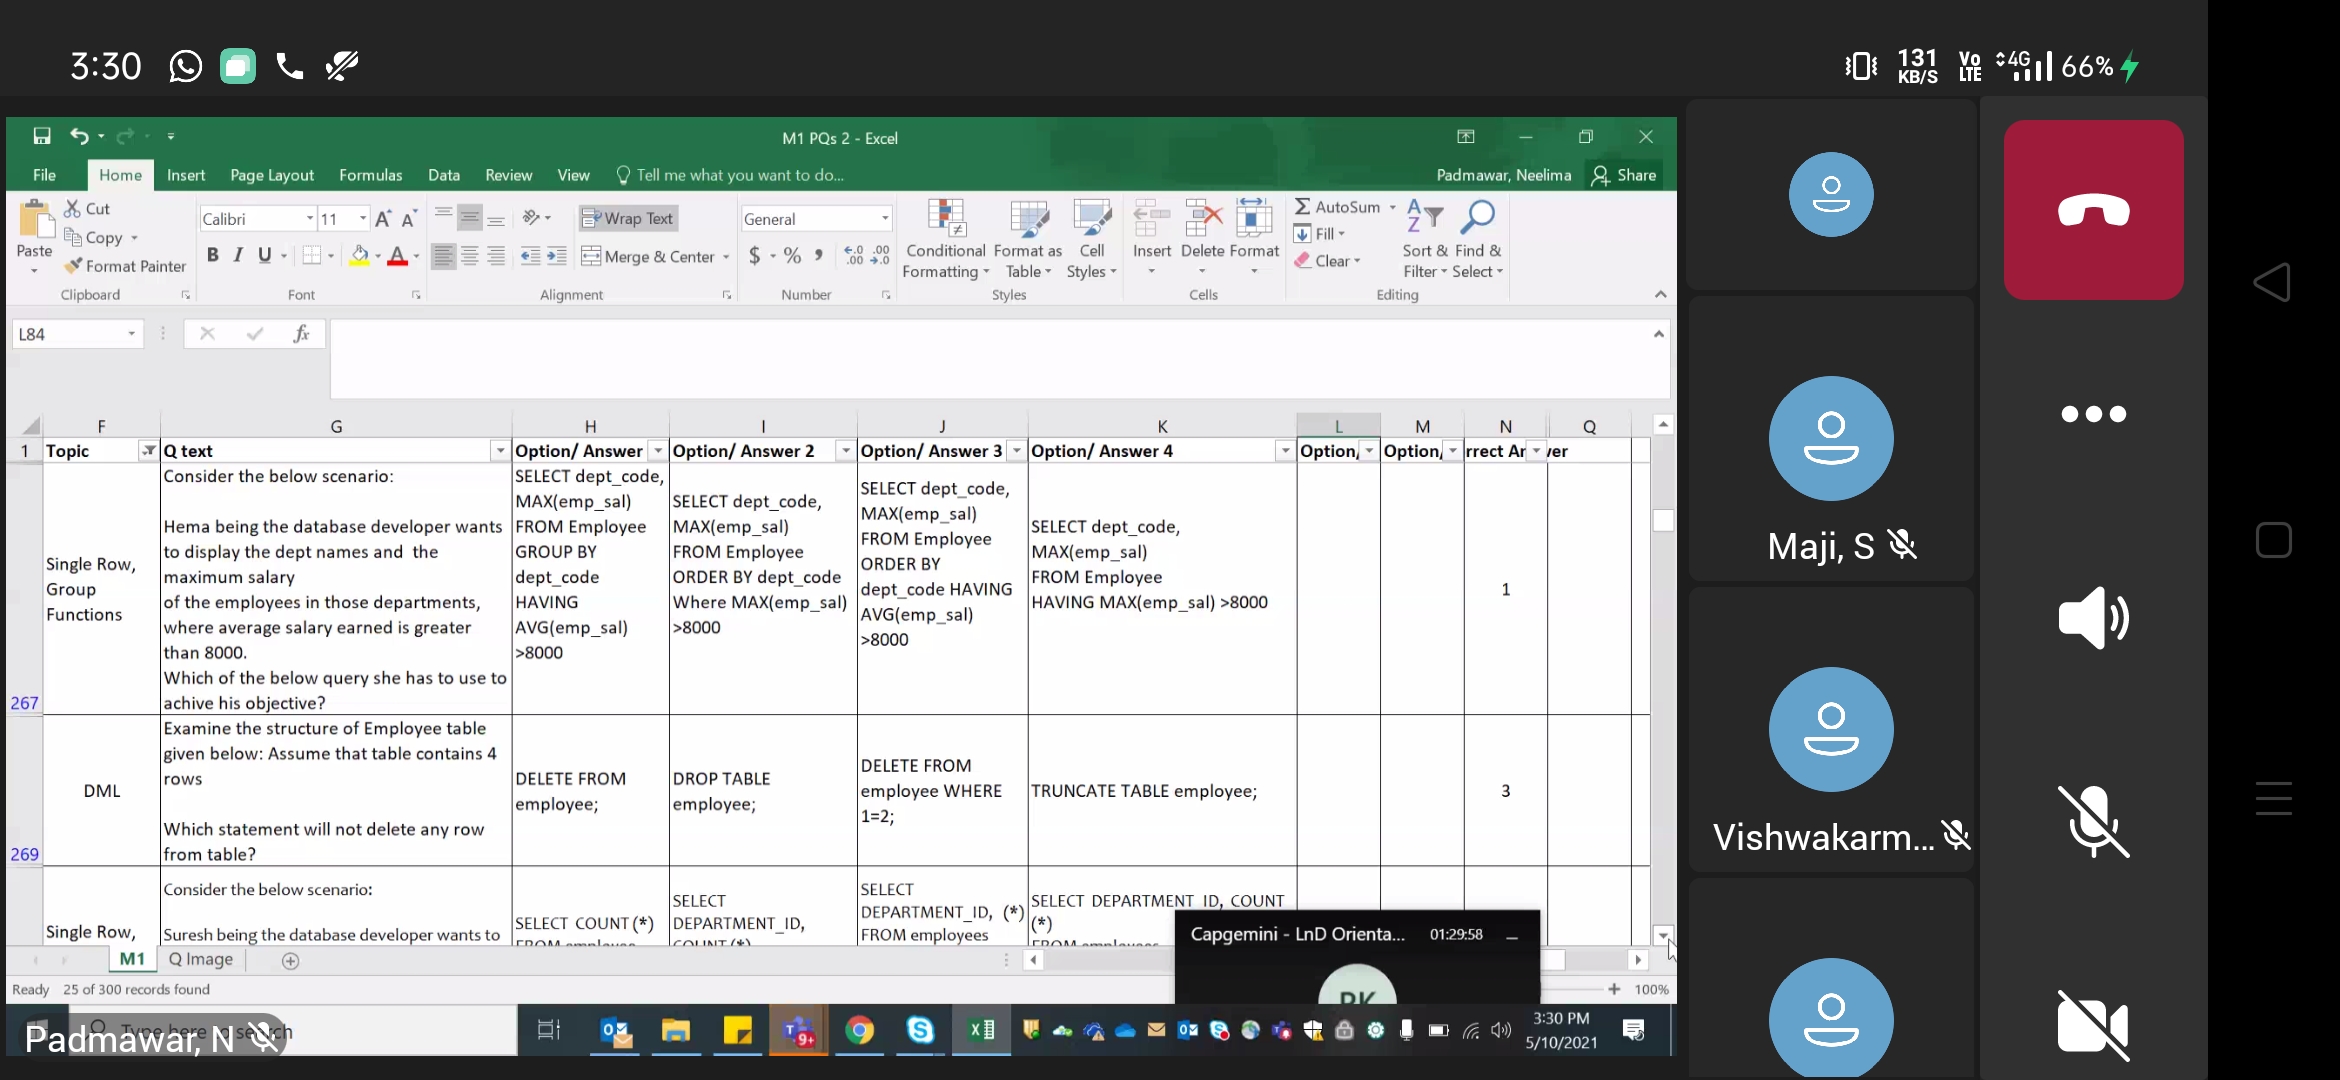 3:30
131 KB/S
Vo LTE
4G
66%
M1 PQs 2 - Excel
File Home Insert Page Layout Formulas Data Review View Tell me what you want to do...
Padmawar, Neelima Share
Paste
Cut
Copy
Format Painter
Calibri 11 A A
B I U A
Wrap Text
Merge & Center
General
$ % ,
Conditional Formatting
Format as Table
Cell Styles
Insert Delete Format
AutoSum
Fill
Clear
Sort & Filter
Find & Select
Clipboard Font Alignment Number Styles Cells Editing
L84
fx
F G H I J K L M N Q
1 Topic Q text Option/ Answer Option/ Answer 2 Option/ Answer 3 Option/ Answer 4 Option/ Option/ rrect Ar ver
267
Single Row,
Group
Functions
Consider the below scenario:
Hema being the database developer wants
to display the dept names and the
maximum salary
of the employees in those departments,
where average salary earned is greater
than 8000.
Which of the below query she has to use to
achive his objective?
SELECT dept_code,
MAX(emp_sal)
FROM Employee
GROUP BY
dept_code
HAVING
AVG(emp_sal)
>8000
SELECT dept_code,
MAX(emp_sal)
FROM Employee
ORDER BY dept_code
Where MAX(emp_sal)
>8000
SELECT dept_code,
MAX(emp_sal)
FROM Employee
ORDER BY
dept_code HAVING
AVG(emp_sal)
>8000
SELECT dept_code,
MAX(emp_sal)
FROM Employee
HAVING MAX(emp_sal) >8000
1
269
DML
Examine the structure of Employee table
given below: Assume that table contains 4
rows
Which statement will not delete any row
from table?
DELETE FROM
employee;
DROP TABLE
employee;
DELETE FROM
employee WHERE
1=2;
TRUNCATE TABLE employee;
3
Single Row,
Consider the below scenario:
Suresh being the database developer wants to
SELECT COUNT(*)
FROM employee
SELECT
DEPARTMENT_ID,
COUNT(*)
SELECT
DEPARTMENT_ID, (*)
FROM employees
SELECT DEPARTMENT_ID, COUNT
(*)
FROM employees
M1 Q Image
Ready 25 of 300 records found
100%
Capgemini - LnD Orienta... 01:29:58
PK
Type here to search
Padmawar, N
9+
3:30 PM
5/10/2021
Maji, S
Vishwakarm...